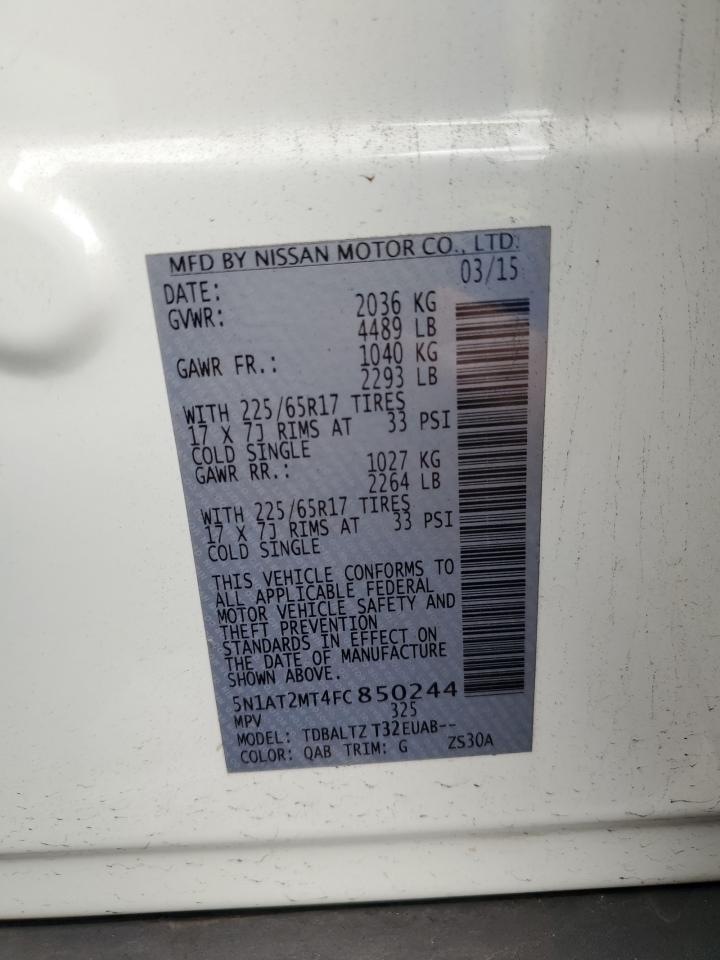 MFD BY NISSAN MOTOR CO., LTD.
DATE: 03/15
GVWR: 2036 KG
4489 LB
GAWR FR.: 1040 KG
2293 LB
WITH 225/65R17 TIRES
17 X 7J RIMS AT 33 PSI
COLD SINGLE
GAWR RR.: 1027 KG
2264 LB
WITH 225/65R17 TIRES
17 X 7J RIMS AT 33 PSI
COLD SINGLE
THIS VEHICLE CONFORMS TO
ALL APPLICABLE FEDERAL
MOTOR VEHICLE SAFETY AND
THEFT PREVENTION
STANDARDS IN EFFECT ON
THE DATE OF MANUFACTURE
SHOWN ABOVE.
5N1AT2MT4FC850244
MPV 325
MODEL: TDBALTZ T32EUAB--
COLOR: QAB TRIM: G ZS30A